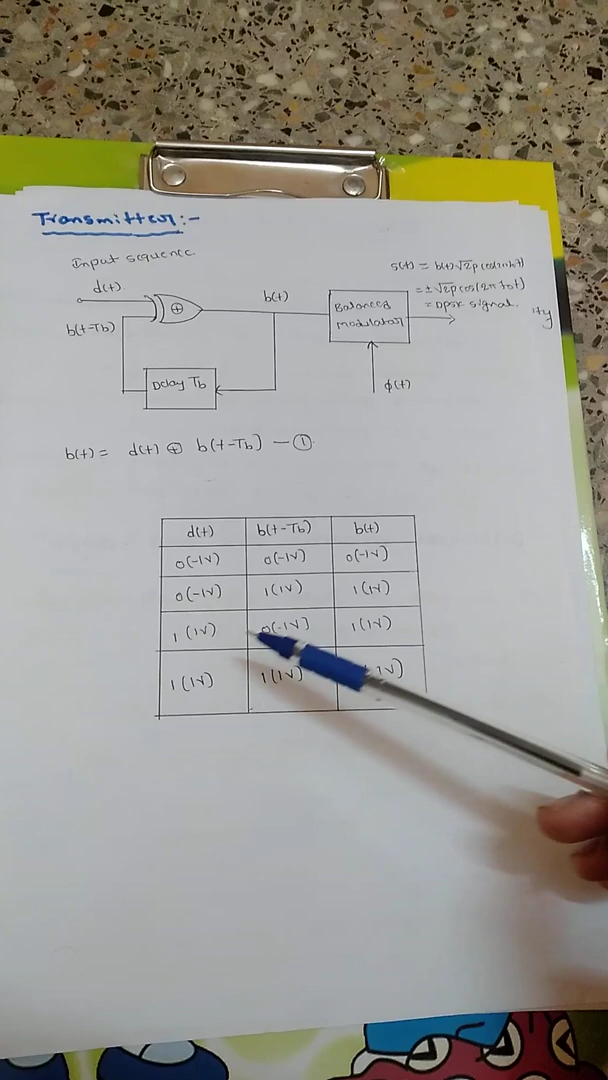 Transmitter:-
Input sequence
d(t)
b(t)
b(t-Tb)
Delay Tb
Balanced
Modulator
s(t) = b(t)√2p cos(2πf0t)
= ±√2p cos(2πf0t)
= DPSK signal.
ϕ(t)
ity
b(t) = d(t) ⊕ b(t-Tb) — ①
d(t) b(t-Tb) b(t)
0(-1V) 0(-1V) 0(-1V)
0(-1V) 1(1V) 1(1V)
1(1V) 0(-1V) 1(1V)
1(1V) 1(1V) 1V)